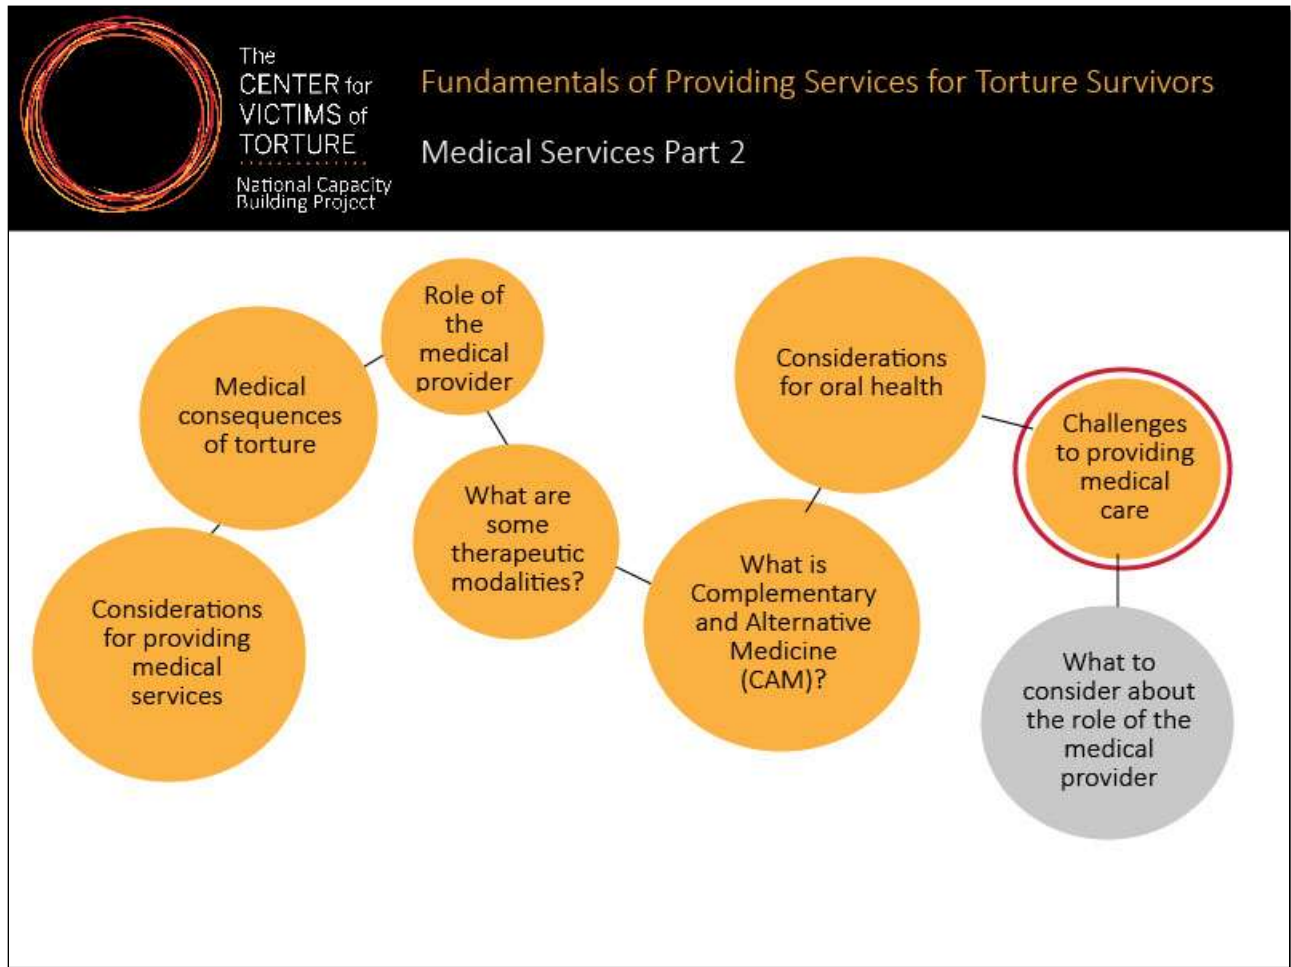 The
CENTER for
VICTIMS of
TORTURE
National Capacity
Building Project
Fundamentals of Providing Services for Torture Survivors
Medical Services Part 2
Considerations
for providing
medical
services
Medical
consequences
of torture
Role of
the
medical
provider
What are
some
therapeutic
modalities?
What is
Complementary
and Alternative
Medicine
(CAM)?
Considerations
for oral health
Challenges
to providing
medical
care
What to
consider about
the role of the
medical
provider